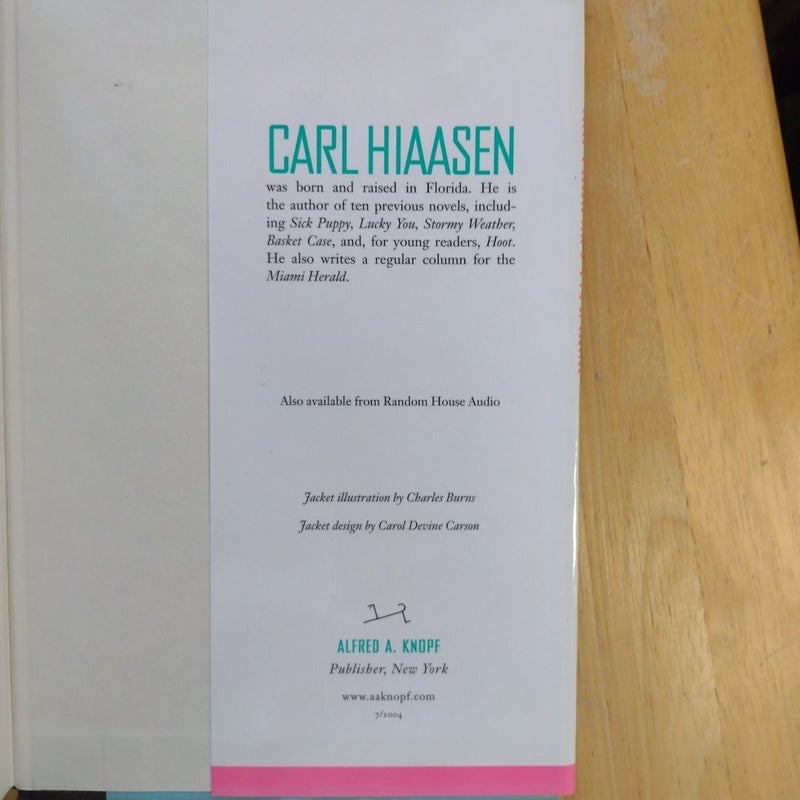 CARL HIAASEN
was born and raised in Florida. He is
the author of ten previous novels, includ-
ing Sick Puppy, Lucky You, Stormy Weather,
Basket Case, and, for young readers, Hoot.
He also writes a regular column for the
Miami Herald.
Also available from Random House Audio
Jacket illustration by Charles Burns
Jacket design by Carol Devine Carson
ALFRED A. KNOPF
Publisher, New York
www.aaknopf.com
7/2004